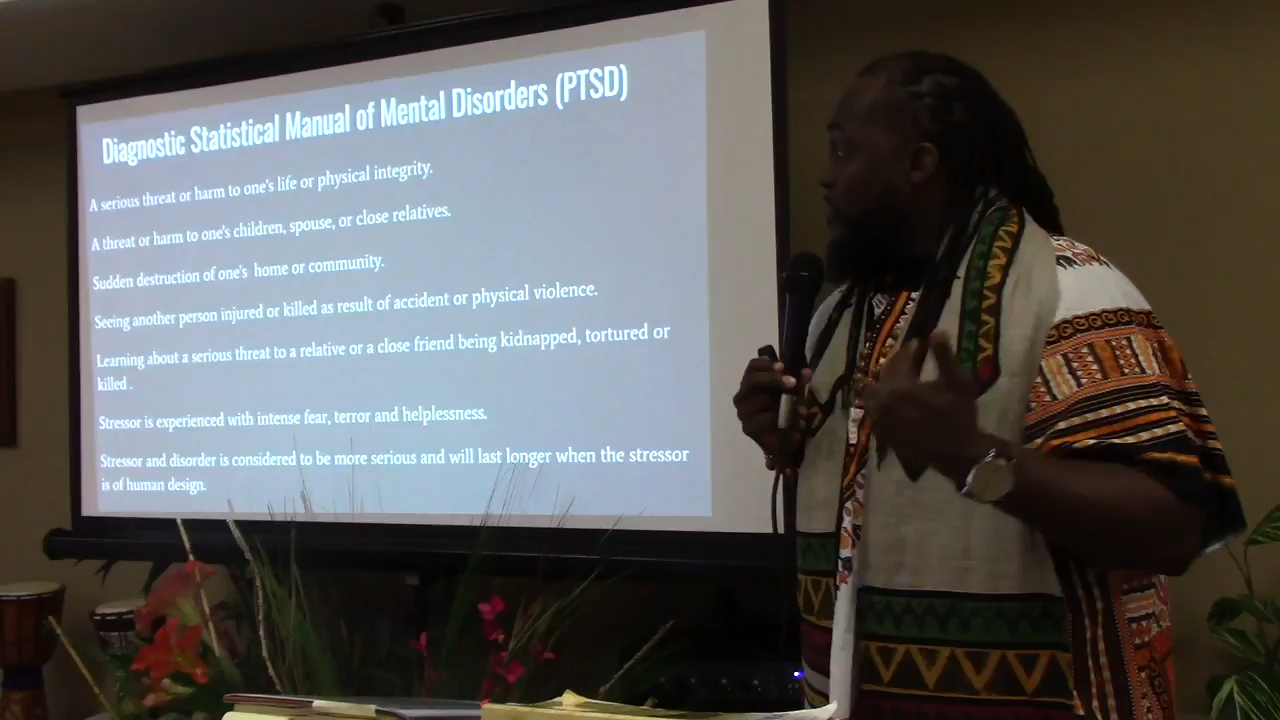 Diagnostic Statistical Manual of Mental Disorders (PTSD)
A serious threat or harm to one's life or physical integrity.
A threat or harm to one's children, spouse, or close relatives.
Sudden destruction of one's home or community.
Seeing another person injured or killed as result of accident or physical violence.
Learning about a serious threat to a relative or a close friend being kidnapped, tortured or
killed .
Stressor is experienced with intense fear, terror and helplessness.
Stressor and disorder is considered to be more serious and will last longer when the stressor
is of human design.